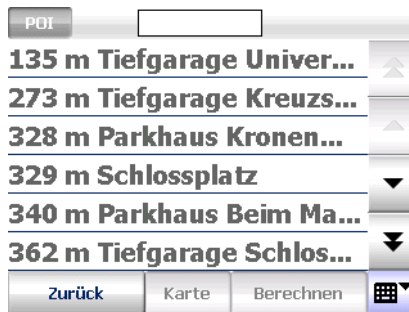 POI
135 m Tiefgarage Univer...
273 m Tiefgarage Kreuzs...
328 m Parkhaus Kronen...
329 m Schlossplatz
340 m Parkhaus Beim Ma...
362 m Tiefgarage Schlos...
Zurück Karte Berechnen